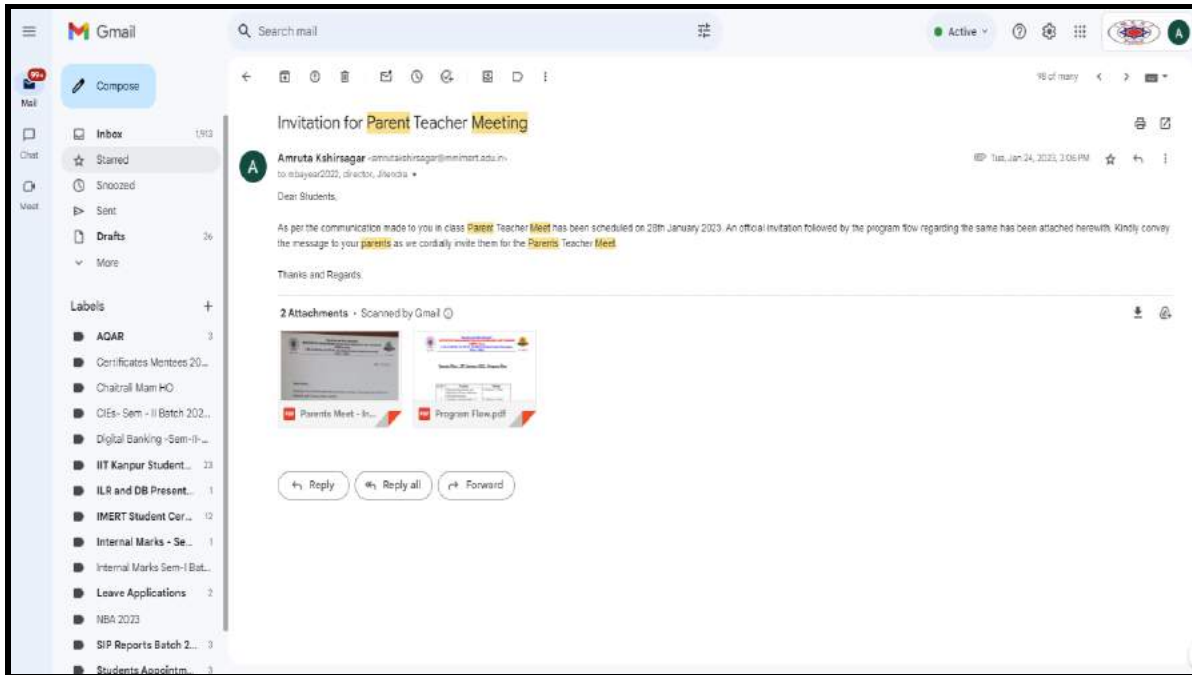 Gmail
Search mail
Active
A
99+
Mail
Compose
98 of many
Inbox 1,913
Chat
Starred
Snoozed
Meet
Sent
Drafts 26
More
Labels +
AQAR 3
Certificates Mentees 20...
Chaitrali Mam HO
CIEs- Sem - II Batch 202...
Digital Banking -Sem-II-...
IIT Kanpur Student... 23
ILR and DB Present... 1
IMERT Student Cer... 12
Internal Marks - Se... 1
Internal Marks Sem-I Bat...
Leave Applications 2
NBA 2023
SIP Reports Batch 2... 3
Students Appointm... 3
Invitation for Parent Teacher Meeting
A
Amruta Kshirsagar <amrutakshirsagar@mmimert.edu.in>
Tue, Jan 24, 2023, 2:06 PM
to mbayear2022, director, Jitendra
Dear Students,
As per the communication made to you in class Parent Teacher Meet has been scheduled on 28th January 2023. An official invitation followed by the program flow regarding the same has been attached herewith. Kindly convey
the message to your parents as we cordially invite them for the Parents Teacher Meet.
Thanks and Regards
2 Attachments • Scanned by Gmail
PDF Parents Meet - In...
PDF Program Flow.pdf
Reply
Reply all
Forward